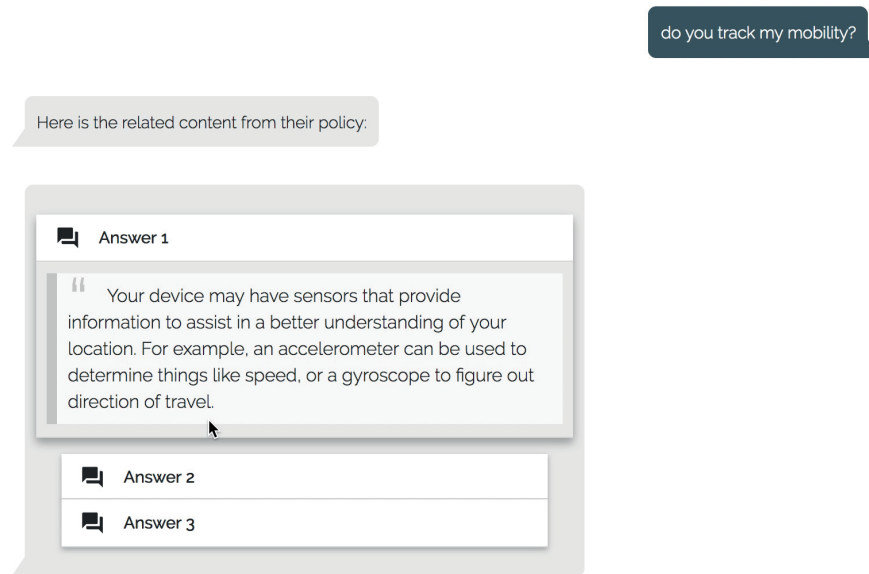 do you track my mobility?
Here is the related content from their policy:
Answer 1
“ Your device may have sensors that provide
information to assist in a better understanding of your
location. For example, an accelerometer can be used to
determine things like speed, or a gyroscope to figure out
direction of travel.
Answer 2
Answer 3